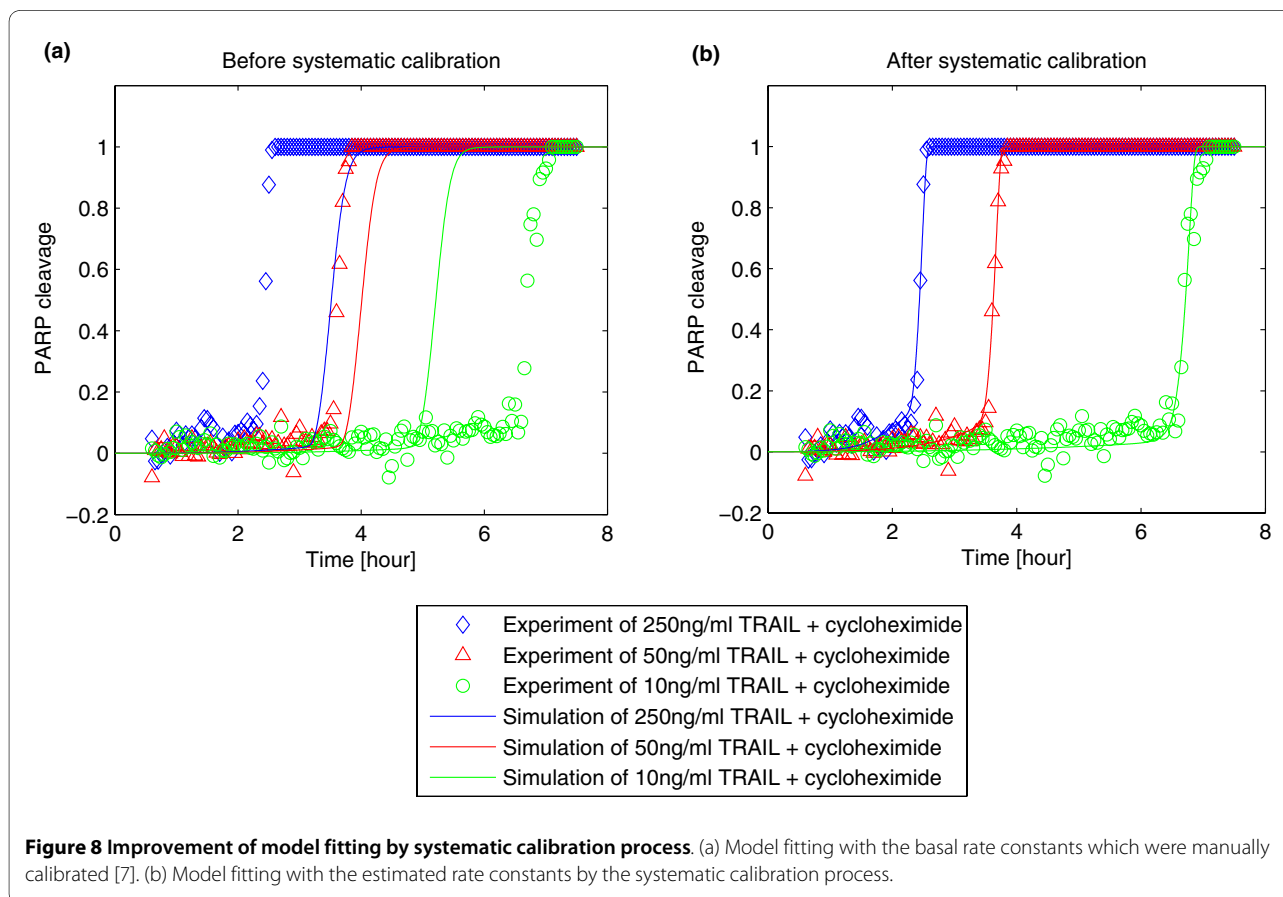 (a)
Before systematic calibration
PARP cleavage
1
0.8
0.6
0.4
0.2
0
−0.2
0 2 4 6 8
Time [hour]
(b)
After systematic calibration
PARP cleavage
1
0.8
0.6
0.4
0.2
0
−0.2
0 2 4 6 8
Time [hour]
Experiment of 250ng/ml TRAIL + cycloheximide
Experiment of 50ng/ml TRAIL + cycloheximide
Experiment of 10ng/ml TRAIL + cycloheximide
Simulation of 250ng/ml TRAIL + cycloheximide
Simulation of 50ng/ml TRAIL + cycloheximide
Simulation of 10ng/ml TRAIL + cycloheximide
Figure 8 Improvement of model fitting by systematic calibration process. (a) Model fitting with the basal rate constants which were manually
calibrated [7]. (b) Model fitting with the estimated rate constants by the systematic calibration process.